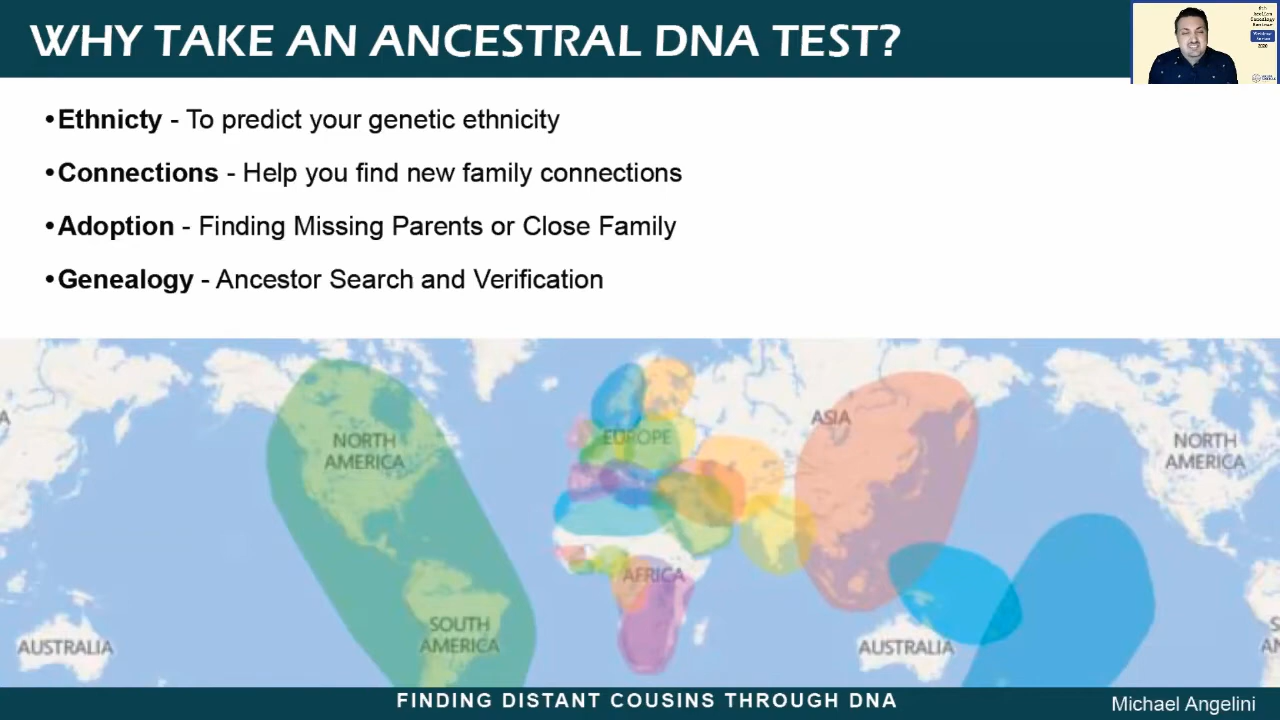 WHY TAKE AN ANCESTRAL DNA TEST?
• Ethnicty - To predict your genetic ethnicity
• Connections - Help you find new family connections
• Adoption - Finding Missing Parents or Close Family
• Genealogy - Ancestor Search and Verification
NORTH
AMERICA
EUROPE
ASIA
NORTH
AMERICA
AFRICA
SOUTH
AMERICA
AUSTRALIA
AUSTRALIA
FINDING DISTANT COUSINS THROUGH DNA
Michael Angelini